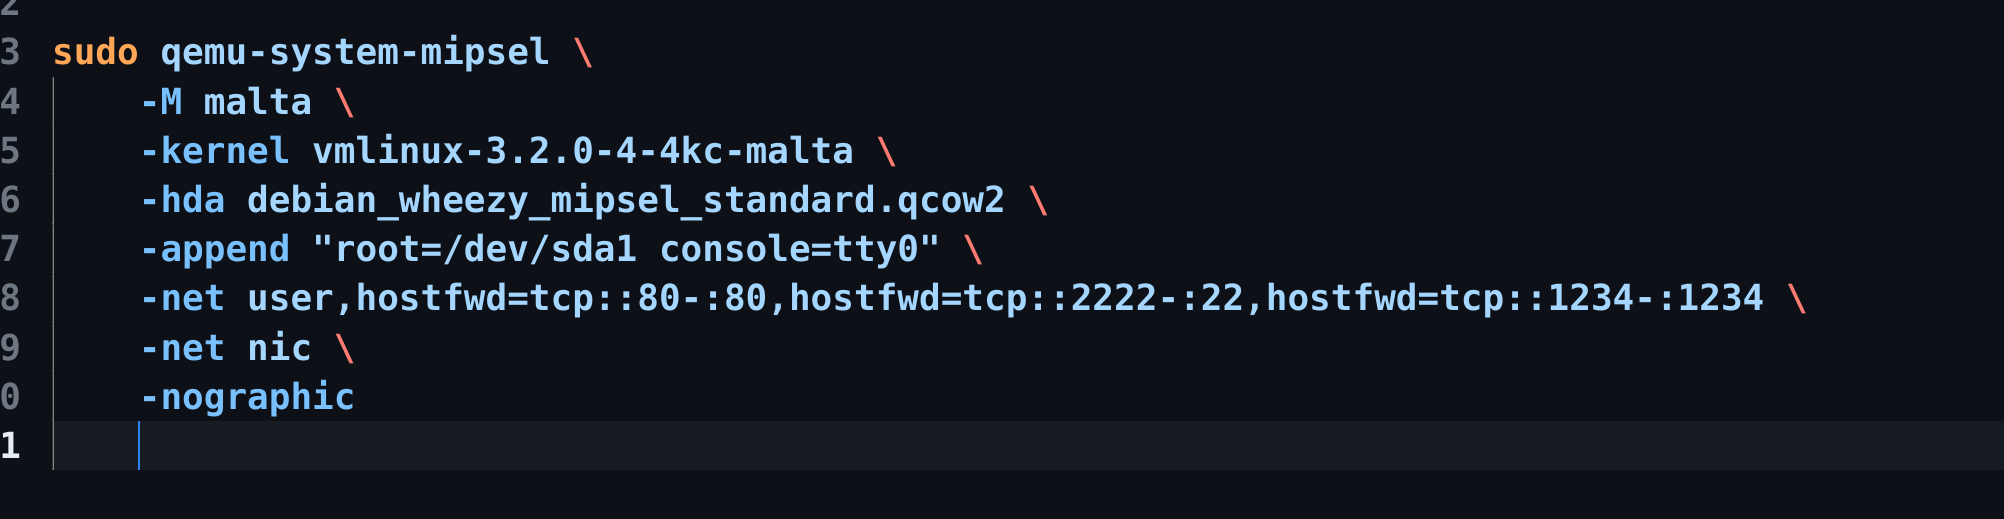 2
3 sudo qemu-system-mipsel \
4 -M malta \
5 -kernel vmlinux-3.2.0-4-4kc-malta \
6 -hda debian_wheezy_mipsel_standard.qcow2 \
7 -append "root=/dev/sda1 console=tty0" \
8 -net user,hostfwd=tcp::80-:80,hostfwd=tcp::2222-:22,hostfwd=tcp::1234-:1234 \
9 -net nic \
0 -nographic
1